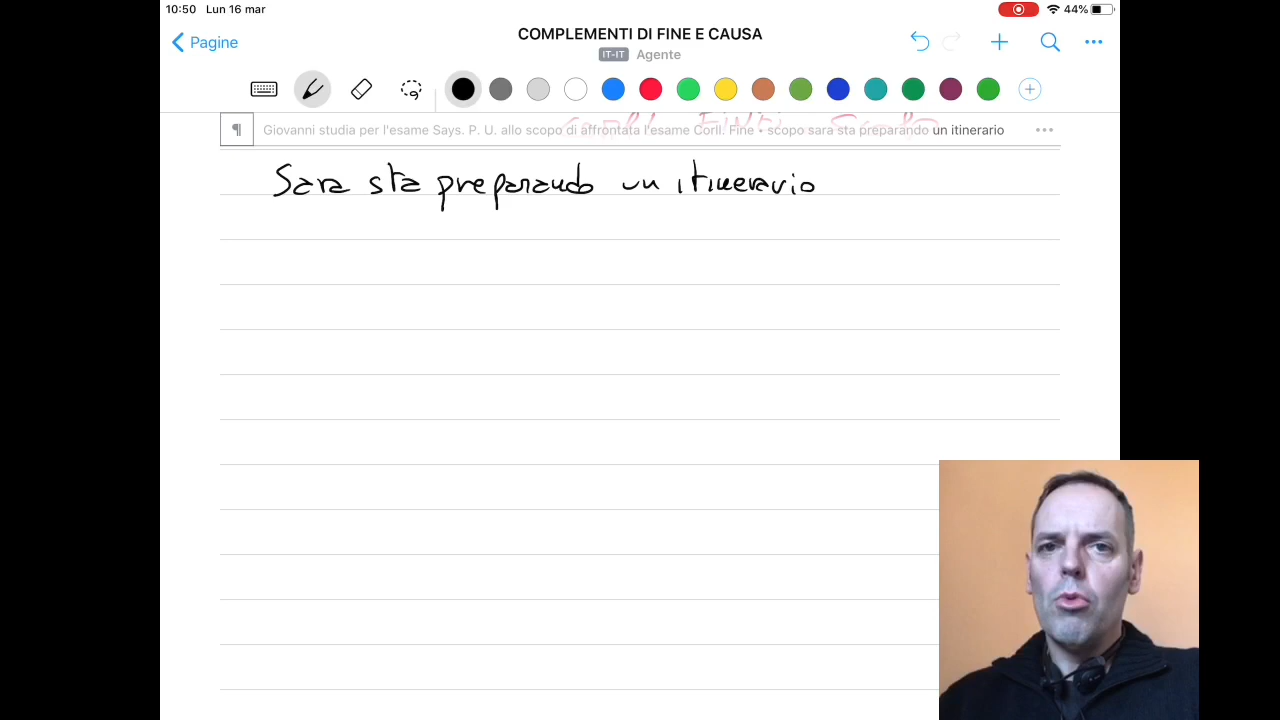 10:50 Lun 16 mar 44%
Pagine COMPLEMENTI DI FINE E CAUSA
IT-IT Agente
¶ Giovanni studia per l'esame Says. P. U. allo scopo di affrontata l'esame Corll. Fine • scopo sara sta preparando un itinerario
Sara sta preparando un itinerario